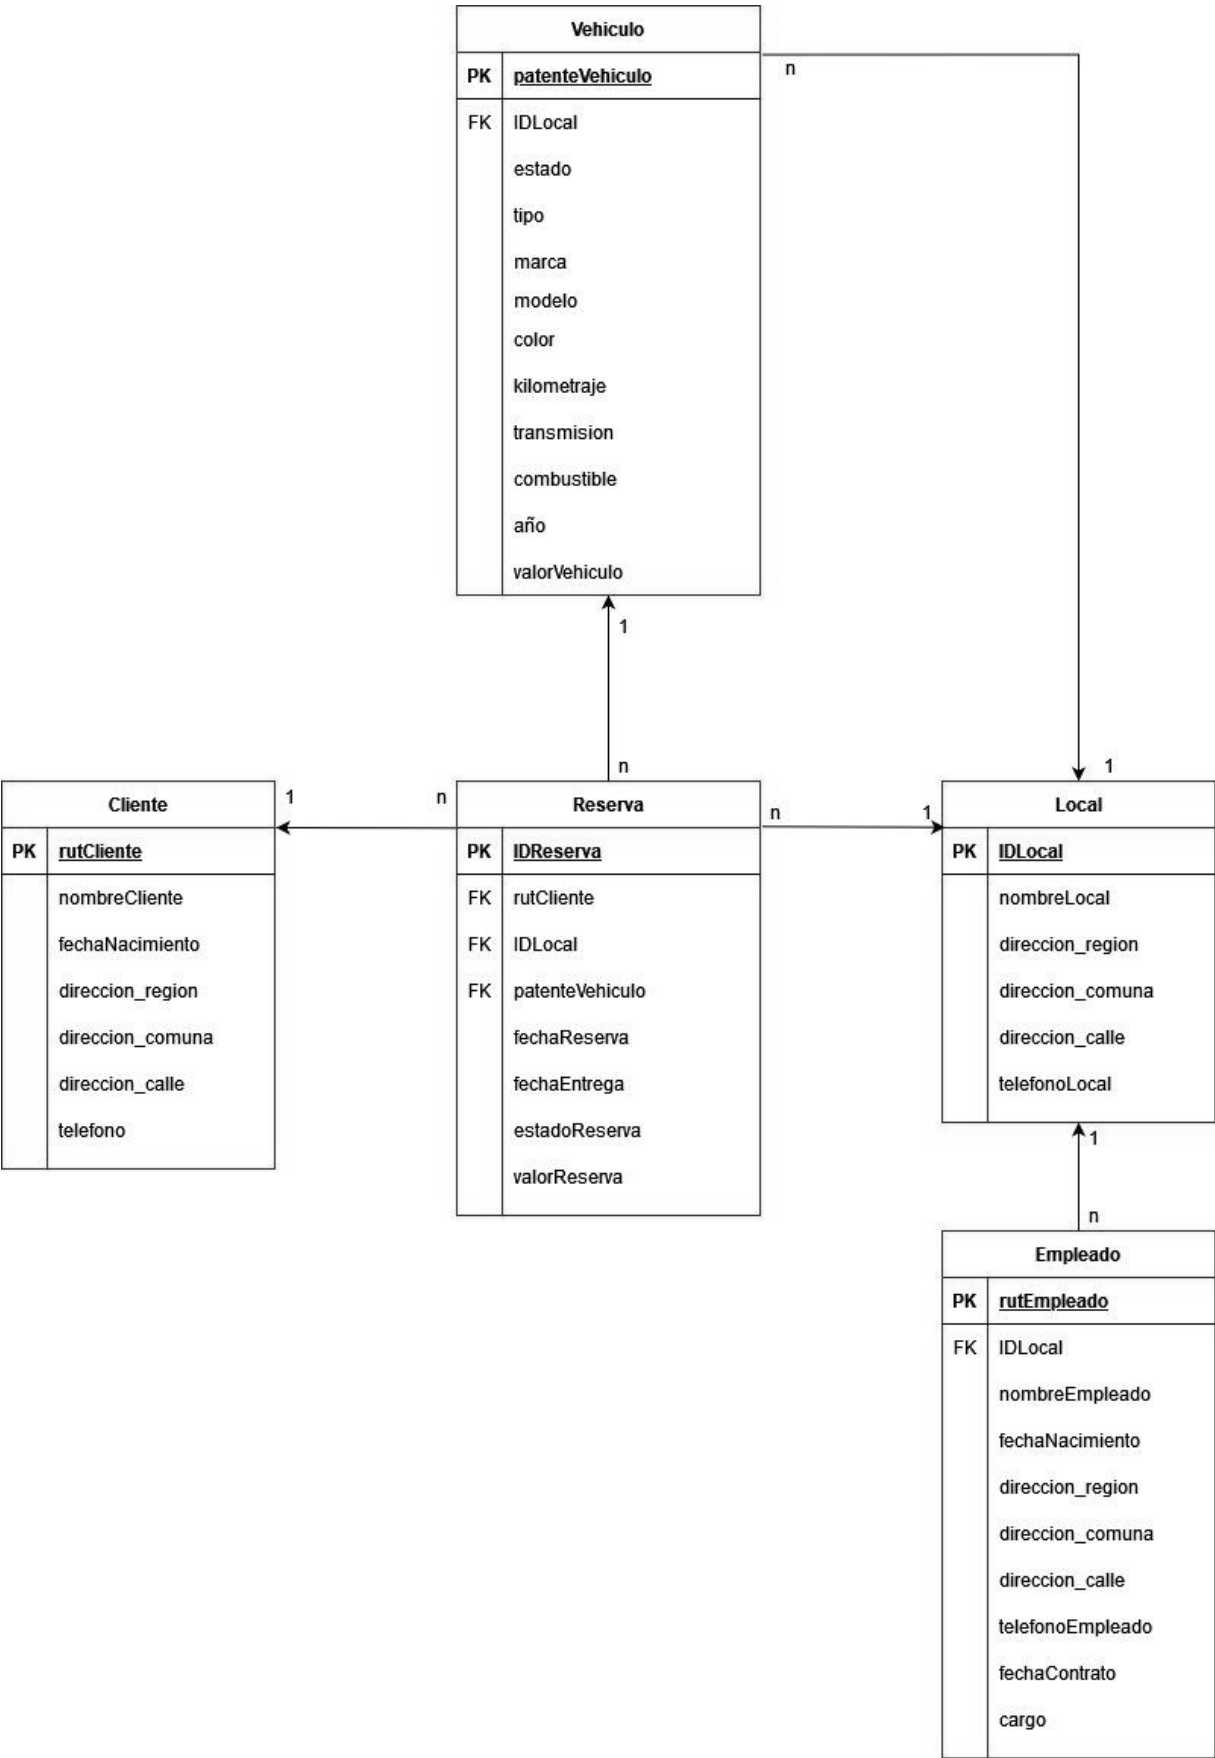 Vehiculo
PK patenteVehiculo
n
FK IDLocal
estado
tipo
marca
modelo
color
kilometraje
transmision
combustible
año
valorVehiculo
1
n
1
Cliente
1
n
PK rutCliente
nombreCliente
fechaNacimiento
direccion_region
direccion_comuna
direccion_calle
telefono
Reserva
n
1
PK IDReserva
FK rutCliente
FK IDLocal
FK patenteVehiculo
fechaReserva
fechaEntrega
estadoReserva
valorReserva
Local
PK IDLocal
nombreLocal
direccion_region
direccion_comuna
direccion_calle
telefonoLocal
1
n
Empleado
PK rutEmpleado
FK IDLocal
nombreEmpleado
fechaNacimiento
direccion_region
direccion_comuna
direccion_calle
telefonoEmpleado
fechaContrato
cargo